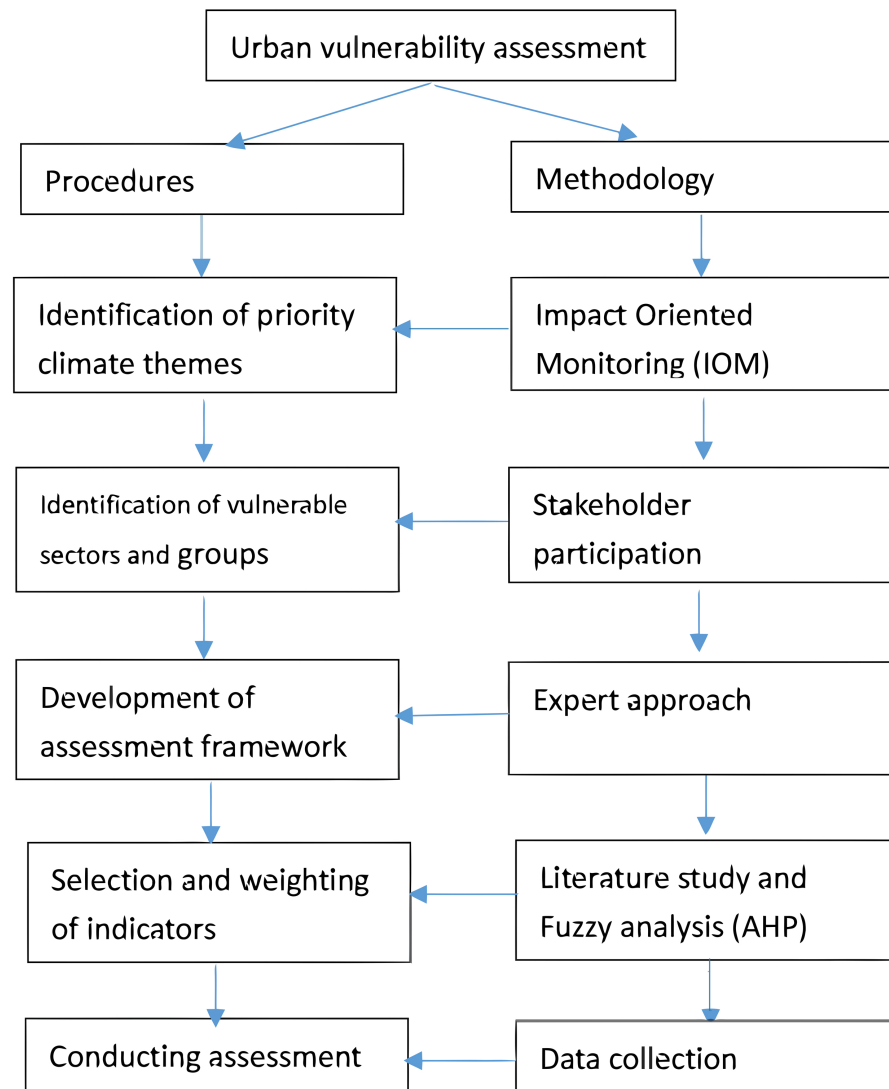 Urban vulnerability assessment
Procedures
Methodology
Identification of priority
climate themes
Impact Oriented
Monitoring (IOM)
Identification of vulnerable
sectors and groups
Stakeholder
participation
Development of
assessment framework
Expert approach
Selection and weighting
of indicators
Literature study and
Fuzzy analysis (AHP)
Conducting assessment
Data collection